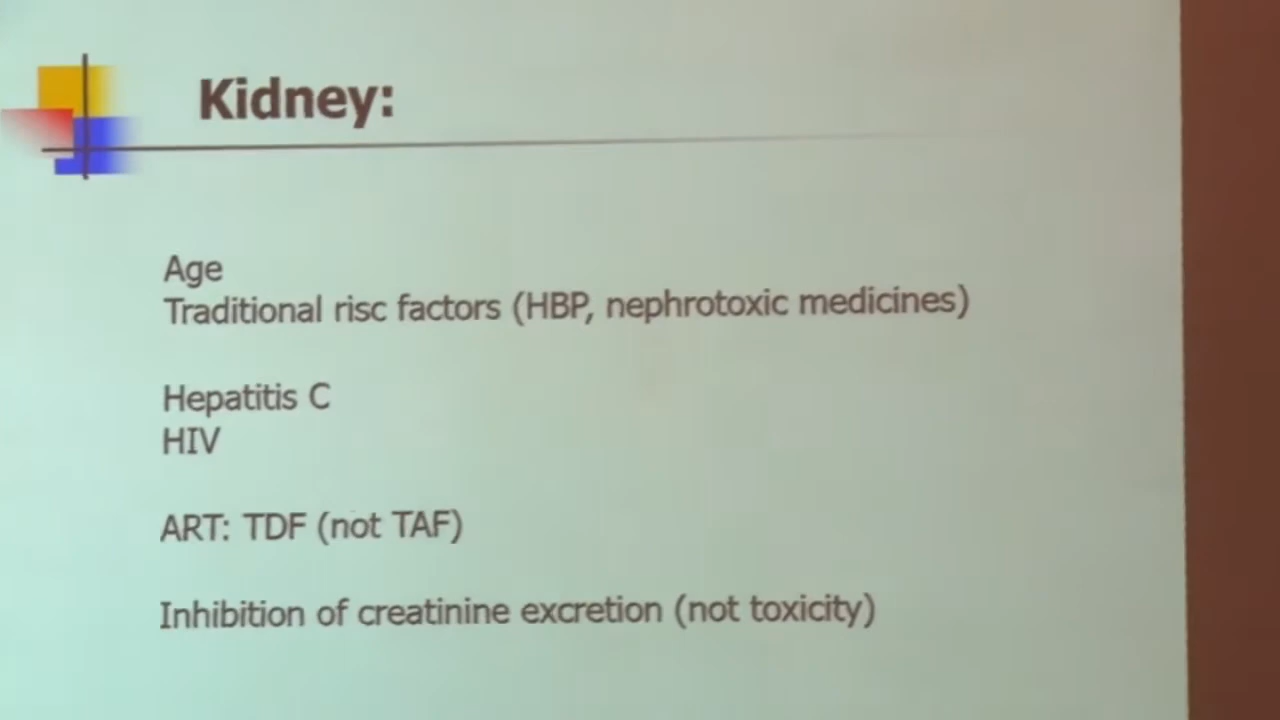 Kidney:
Age
Traditional risc factors (HBP, nephrotoxic medicines)
Hepatitis C
HIV
ART: TDF (not TAF)
Inhibition of creatinine excretion (not toxicity)